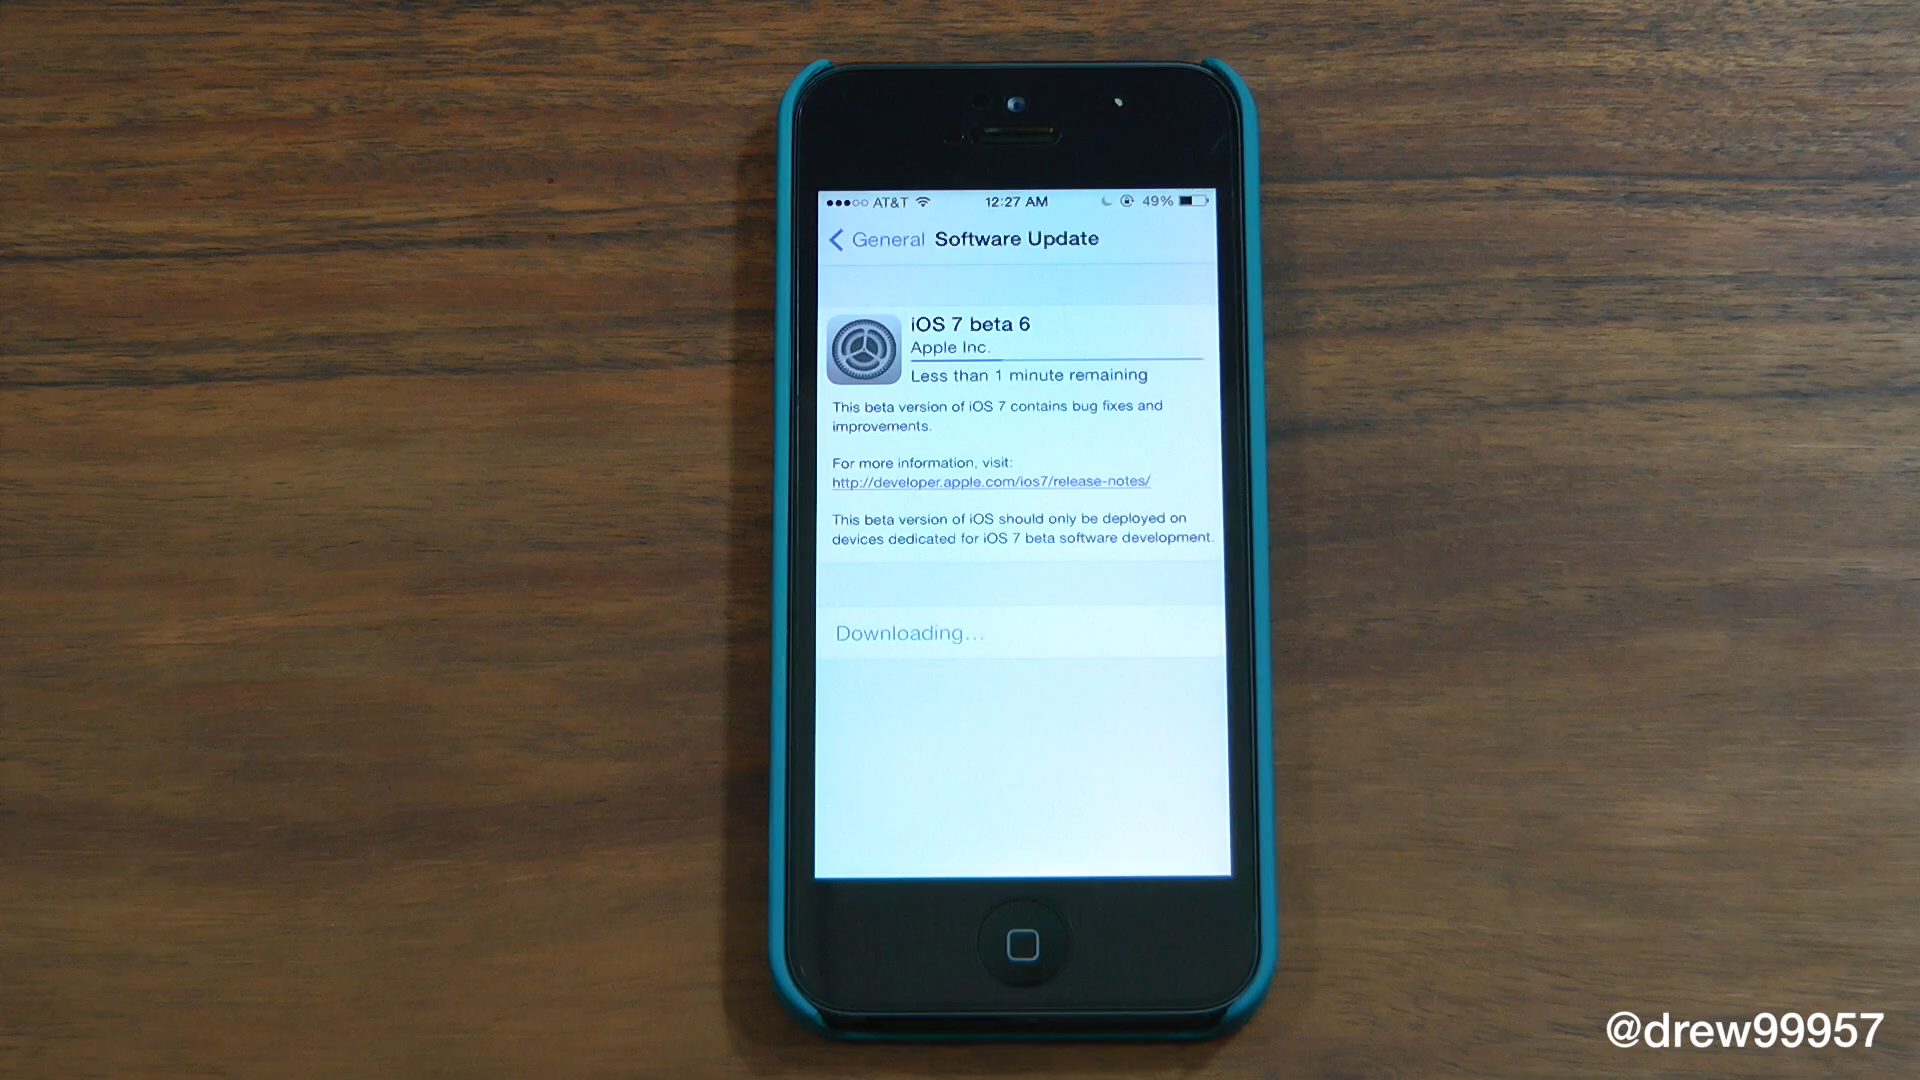 AT&T 12:27 AM 49%
General Software Update
iOS 7 beta 6
Apple Inc.
Less than 1 minute remaining
This beta version of iOS 7 contains bug fixes and
improvements.
For more information, visit:
http://developer.apple.com/ios7/release-notes/
This beta version of iOS should only be deployed on
devices dedicated for iOS 7 beta software development.
Downloading...
@drew99957